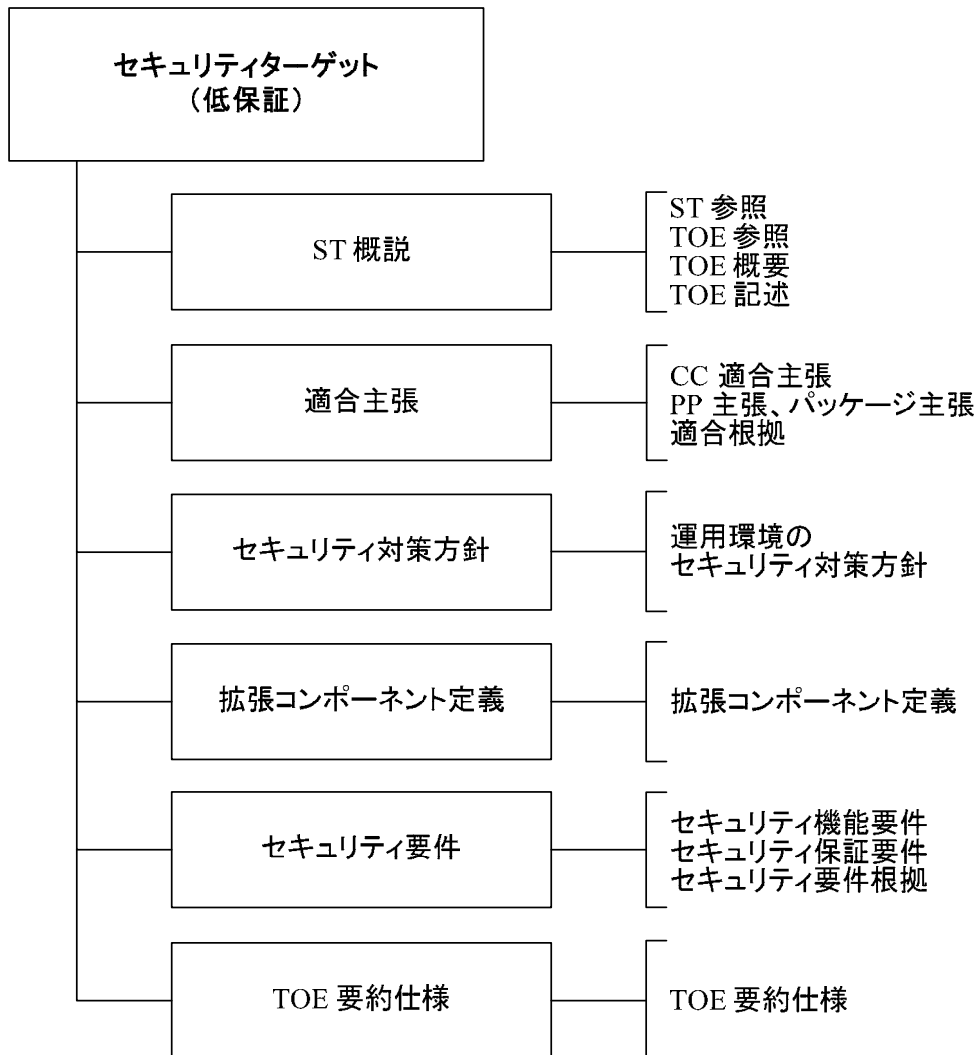 セキュリティターゲット
（低保証）
ST 概説
ST 参照
TOE 参照
TOE 概要
TOE 記述
適合主張
CC 適合主張
PP 主張、パッケージ主張
適合根拠
セキュリティ対策方針
運用環境の
セキュリティ対策方針
拡張コンポーネント定義
拡張コンポーネント定義
セキュリティ要件
セキュリティ機能要件
セキュリティ保証要件
セキュリティ要件根拠
TOE 要約仕様
TOE 要約仕様